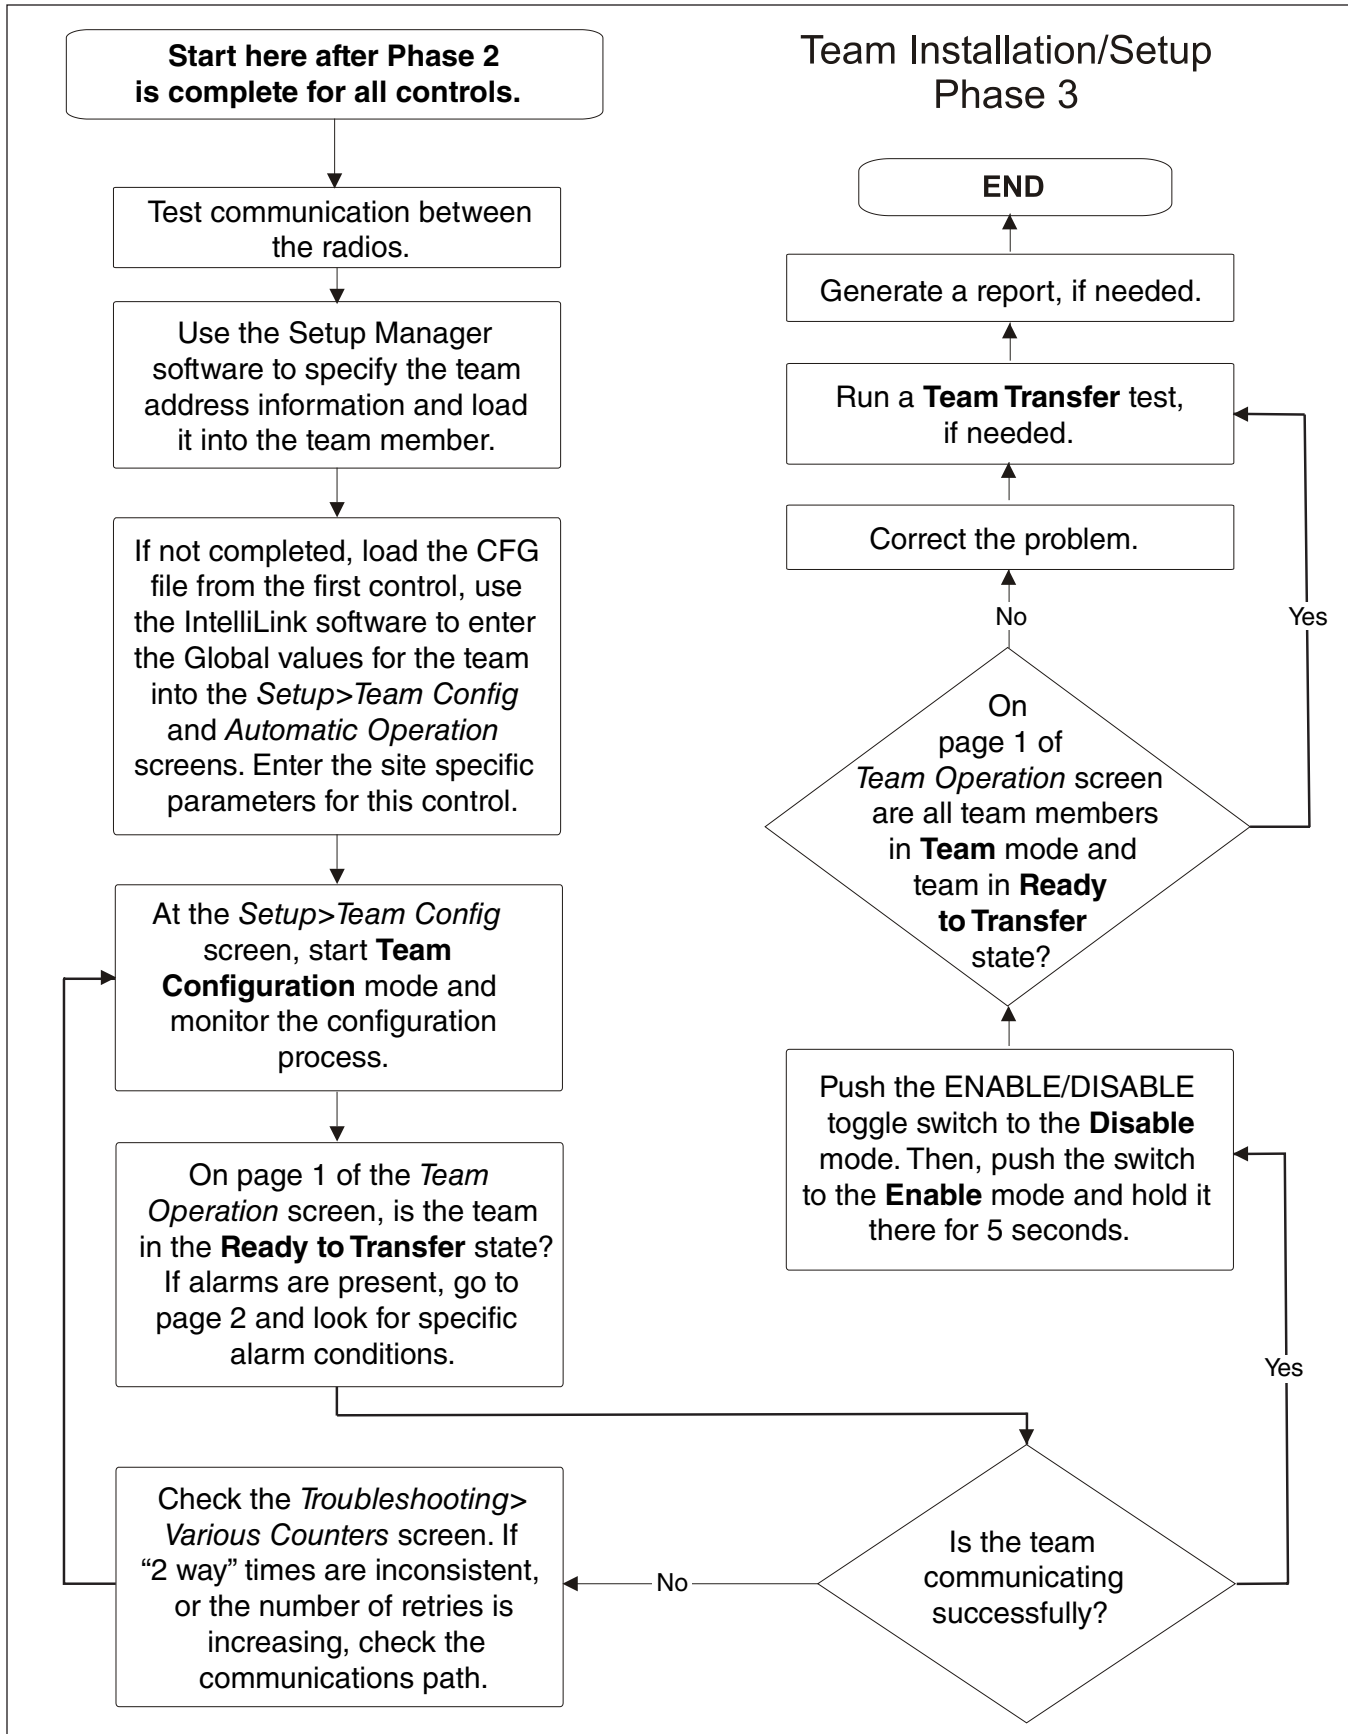 Team Installation/Setup
Phase 3
Start here after Phase 2
is complete for all controls.
Test communication between
the radios.
Use the Setup Manager
software to specify the team
address information and load
it into the team member.
If not completed, load the CFG
file from the first control, use
the IntelliLink software to enter
the Global values for the team
into the Setup>Team Config
and Automatic Operation
screens. Enter the site specific
parameters for this control.
At the Setup>Team Config
screen, start Team
Configuration mode and
monitor the configuration
process.
On page 1 of the Team
Operation screen, is the team
in the Ready to Transfer state?
If alarms are present, go to
page 2 and look for specific
alarm conditions.
Is the team
communicating
successfully?
No
Check the Troubleshooting>
Various Counters screen. If
“2 way” times are inconsistent,
or the number of retries is
increasing, check the
communications path.
Yes
Push the ENABLE/DISABLE
toggle switch to the Disable
mode. Then, push the switch
to the Enable mode and hold it
there for 5 seconds.
On
page 1 of
Team Operation screen
are all team members
in Team mode and
team in Ready
to Transfer
state?
No
Yes
Correct the problem.
Run a Team Transfer test,
if needed.
Generate a report, if needed.
END